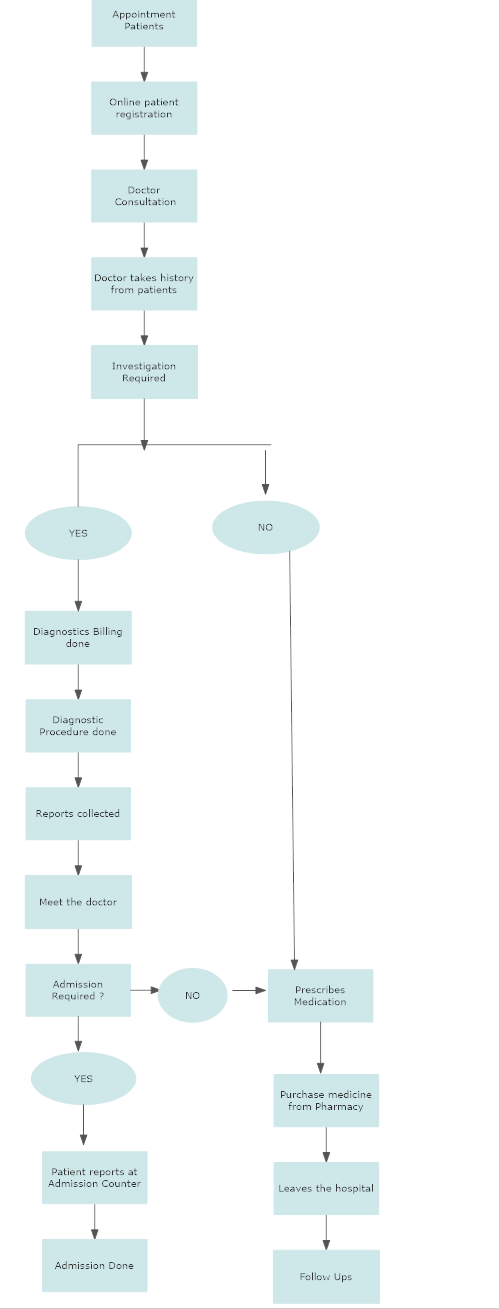 Appointment
Patients
Online patient
registration
Doctor
Consultation
Doctor takes history
from patients
Investigation
Required
YES
NO
Diagnostics Billing
done
Diagnostic
Procedure done
Reports collected
Meet the doctor
Admission
Required ?
NO
Prescribes
Medication
YES
Purchase medicine
from Pharmacy
Patient reports at
Admission Counter
Leaves the hospital
Admission Done
Follow Ups